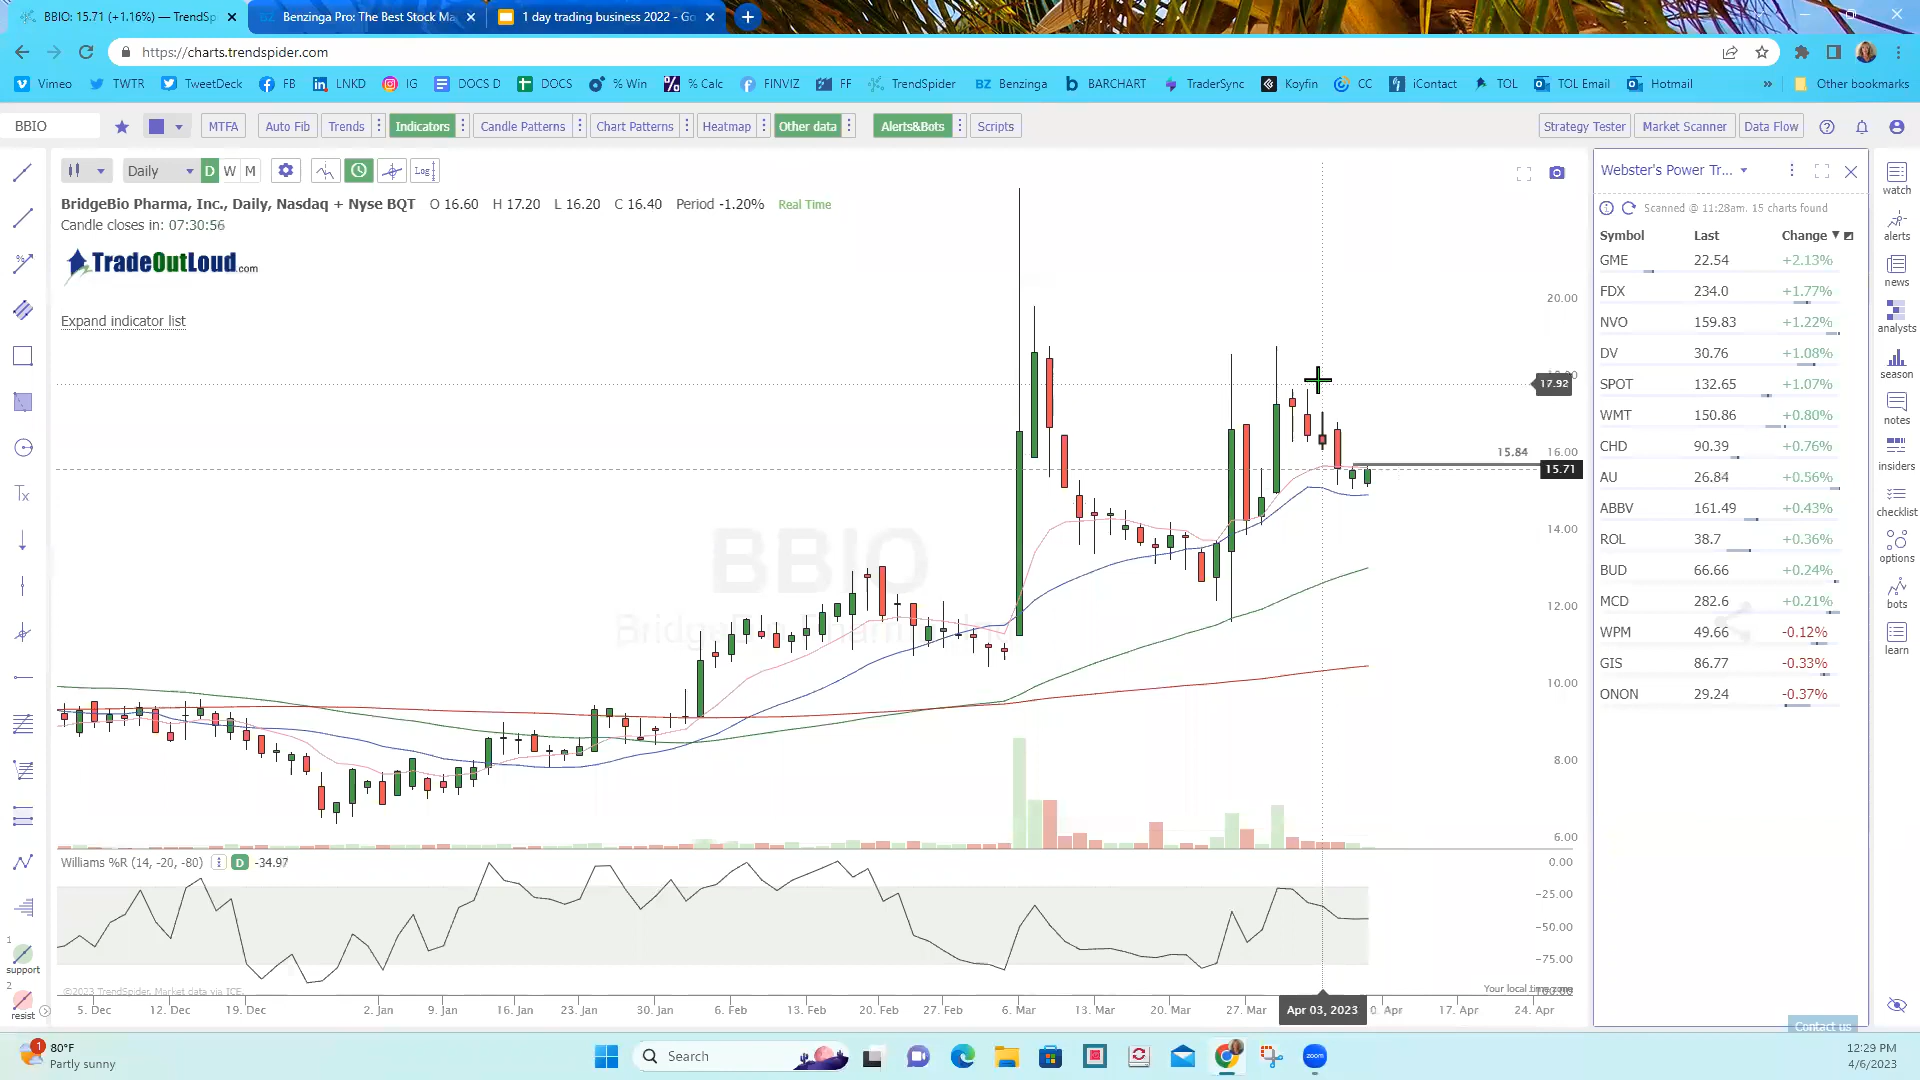 BBIO: 15.71 (+1.16%) — TrendSp
Benzinga Pro: The Best Stock Ma
1 day trading business 2022 - Go
https://charts.trendspider.com
Vimeo TWTR TweetDeck FB LNKD IG DOCS D DOCS % Win % Calc FINVIZ FF TrendSpider Benzinga BARCHART TraderSync Koyfin CC iContact TOL TOL Email Hotmail » Other bookmarks
BBIO MTFA Auto Fib Trends Indicators Candle Patterns Chart Patterns Heatmap Other data Alerts&Bots Scripts Strategy Tester Market Scanner Data Flow
Daily D W M Log
BridgeBio Pharma, Inc., Daily, Nasdaq + Nyse BQT O 16.60 H 17.20 L 16.20 C 16.40 Period -1.20% Real Time
Candle closes in: 07:30:56
TradeOutLoud.com
Expand indicator list
BBIO
20.00
17.92
16.00
15.84
15.71
14.00
12.00
10.00
8.00
6.00
Williams %R (14, -20, -80) D -34.97
0.00
-25.00
-50.00
-75.00
©2023 TrendSpider. Market data via ICE.
5. Dec 12. Dec 19. Dec 2. Jan 9. Jan 16. Jan 23. Jan 30. Jan 6. Feb 13. Feb 20. Feb 27. Feb 6. Mar 13. Mar 20. Mar 27. Mar Apr 03, 2023 0. Apr 17. Apr 24. Apr
Webster's Power Tr...
Scanned @ 11:28am. 15 charts found
Symbol Last Change
GME 22.54 +2.13%
FDX 234.0 +1.77%
NVO 159.83 +1.22%
DV 30.76 +1.08%
SPOT 132.65 +1.07%
WMT 150.86 +0.80%
CHD 90.39 +0.76%
AU 26.84 +0.56%
ABBV 161.49 +0.43%
ROL 38.7 +0.36%
BUD 66.66 +0.24%
MCD 282.6 +0.21%
WPM 49.66 -0.12%
GIS 86.77 -0.33%
ONON 29.24 -0.37%
watch
alerts
news
analysts
season
notes
insiders
checklist
options
bots
learn
1
support
2
resist
Contact us
1
80°F
Partly sunny
Search
zoom
12:29 PM
4/6/2023